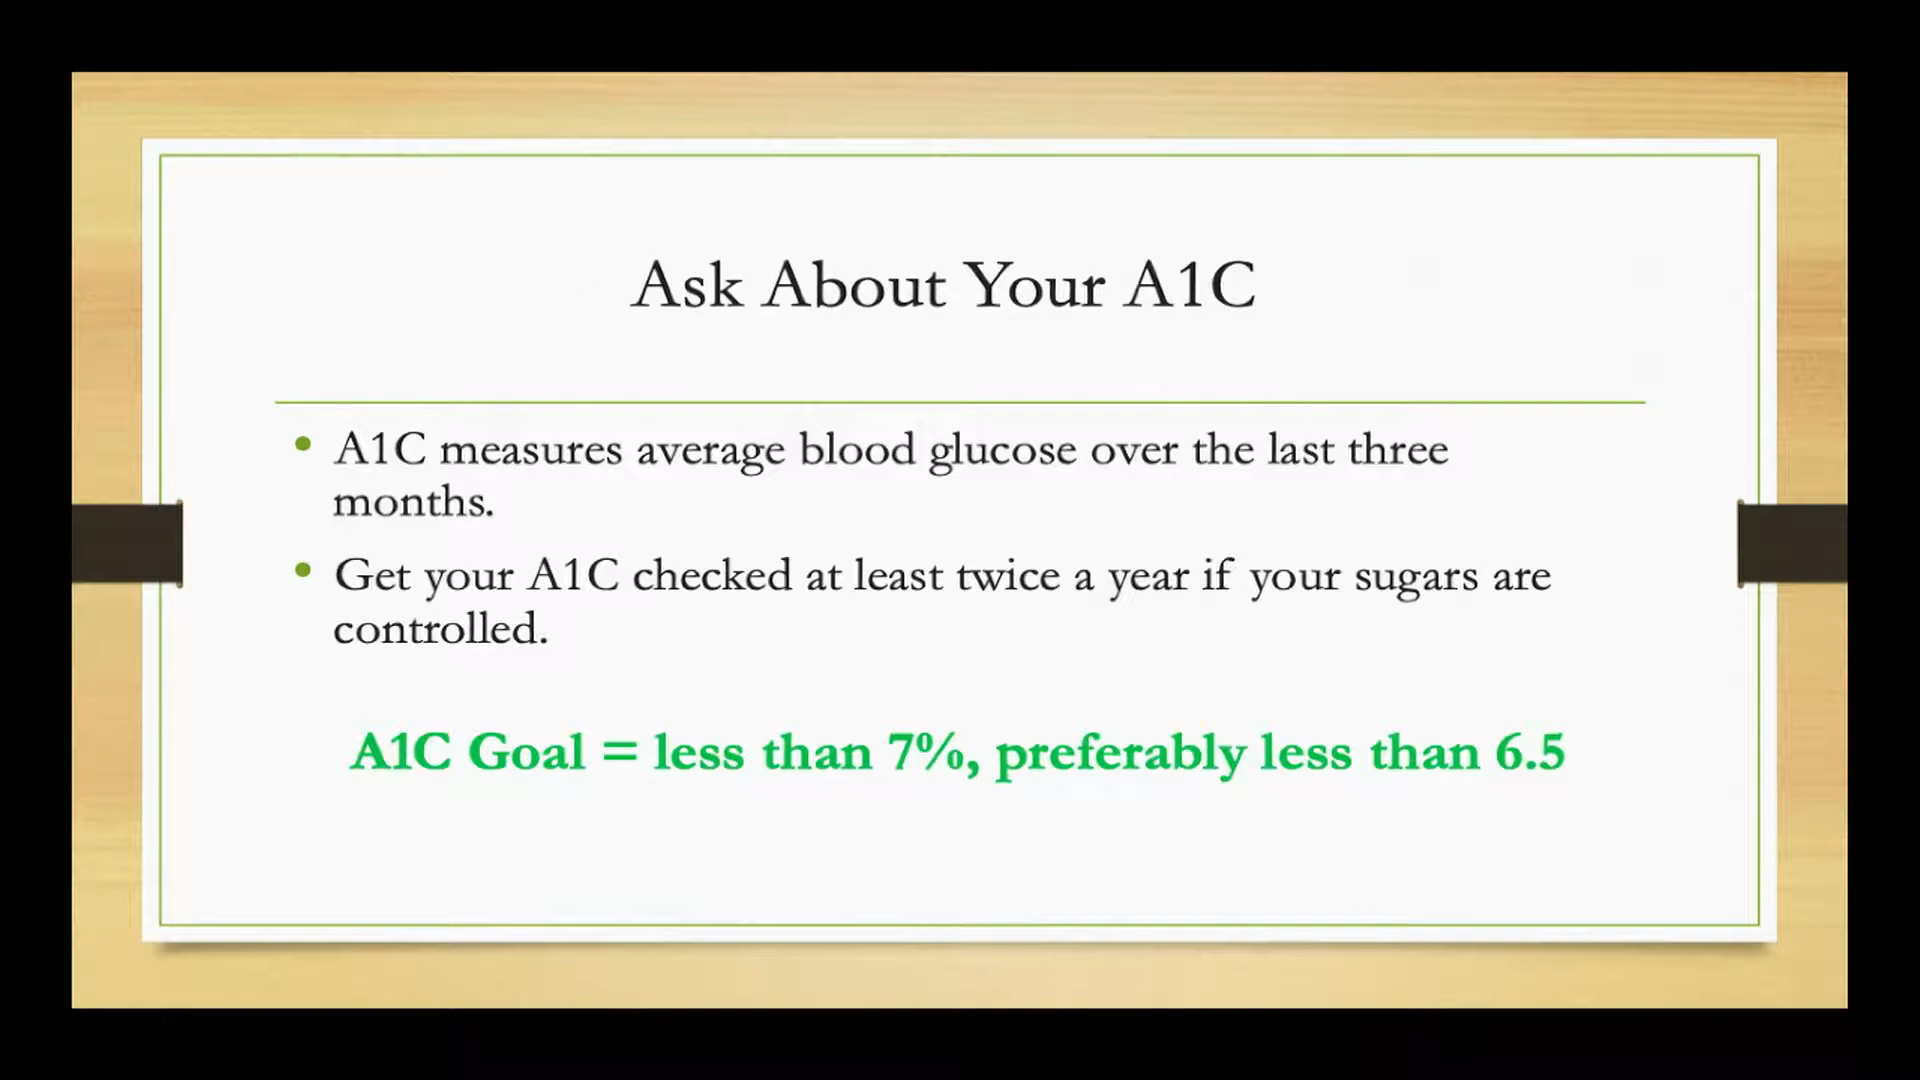 Ask About Your A1C
• A1C measures average blood glucose over the last three
months.
• Get your A1C checked at least twice a year if your sugars are
controlled.
A1C Goal = less than 7%, preferably less than 6.5